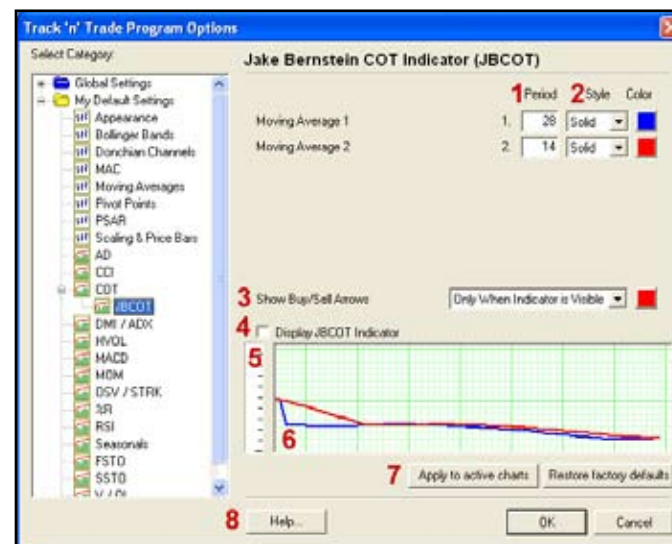 Track 'n' Trade Program Options
Select Category:
Jake Bernstein COT Indicator (JBCOT)
Global Settings
My Default Settings
Appearance
Bollinger Bands
Donchian Channels
MAC
Moving Averages
Pivot Points
PSAR
Scaling & Price Bars
AD
CCI
COT
JBCOT
DMI / ADX
HVOL
MACD
MOM
OSV / STRK
%R
RSI
Seasonals
FSTO
SSTO
V / OI
1 Period 2 Style Color
Moving Average 1 1. 28 Solid
Moving Average 2 2. 14 Solid
3 Show Buy/Sell Arrows Only When Indicator is Visible
4 Display JBCOT Indicator
5
6
7 Apply to active charts Restore factory defaults
8 Help... OK Cancel